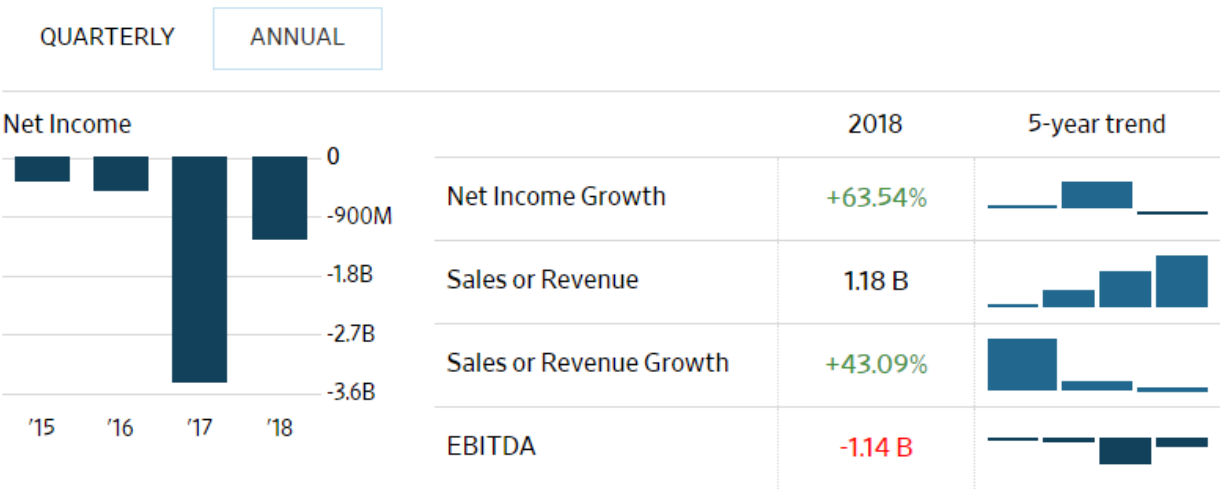 QUARTERLY ANNUAL
Net Income 2018 5-year trend
0
Net Income Growth +63.54%
-900M
Sales or Revenue 1.18 B
-1.8B
-2.7B
Sales or Revenue Growth +43.09%
-3.6B
'15 '16 '17 '18
EBITDA -1.14 B